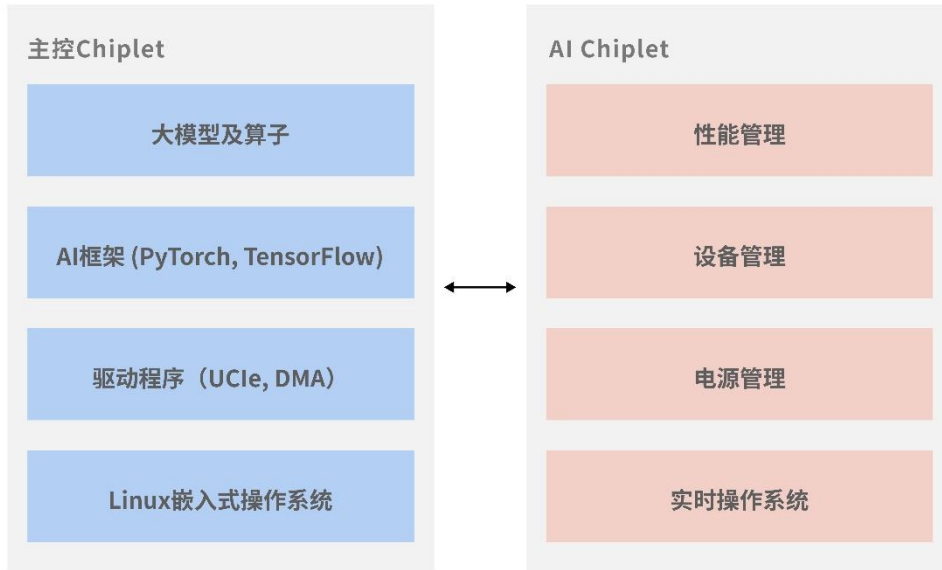 主控Chiplet
大模型及算子
AI框架 (PyTorch, TensorFlow)
驱动程序（UCIe, DMA）
Linux嵌入式操作系统
AI Chiplet
性能管理
设备管理
电源管理
实时操作系统